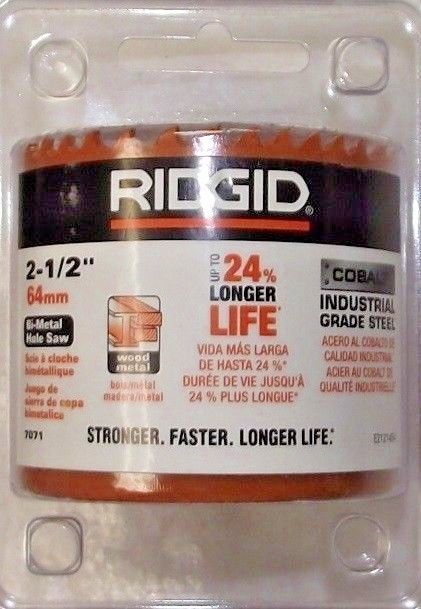 RIDGID®
2-1/2"
64mm
Bi-Metal
Hole Saw
Scie à cloche
bimétallique
Juego de
sierra de copa
bimetálica
7071
wood
metal
bois/métal
madera/metal
UP TO
24%
LONGER
LIFE*
VIDA MÁS LARGA
DE HASTA 24 %*
DURÉE DE VIE JUSQU'À
24 % PLUS LONGUE*
COBALT
INDUSTRIAL
GRADE STEEL
ACERO AL COBALTO DE
CALIDAD INDUSTRIAL
ACIER AU COBALT DE
QUALITÉ INDUSTRIELLE
STRONGER. FASTER. LONGER LIFE.*